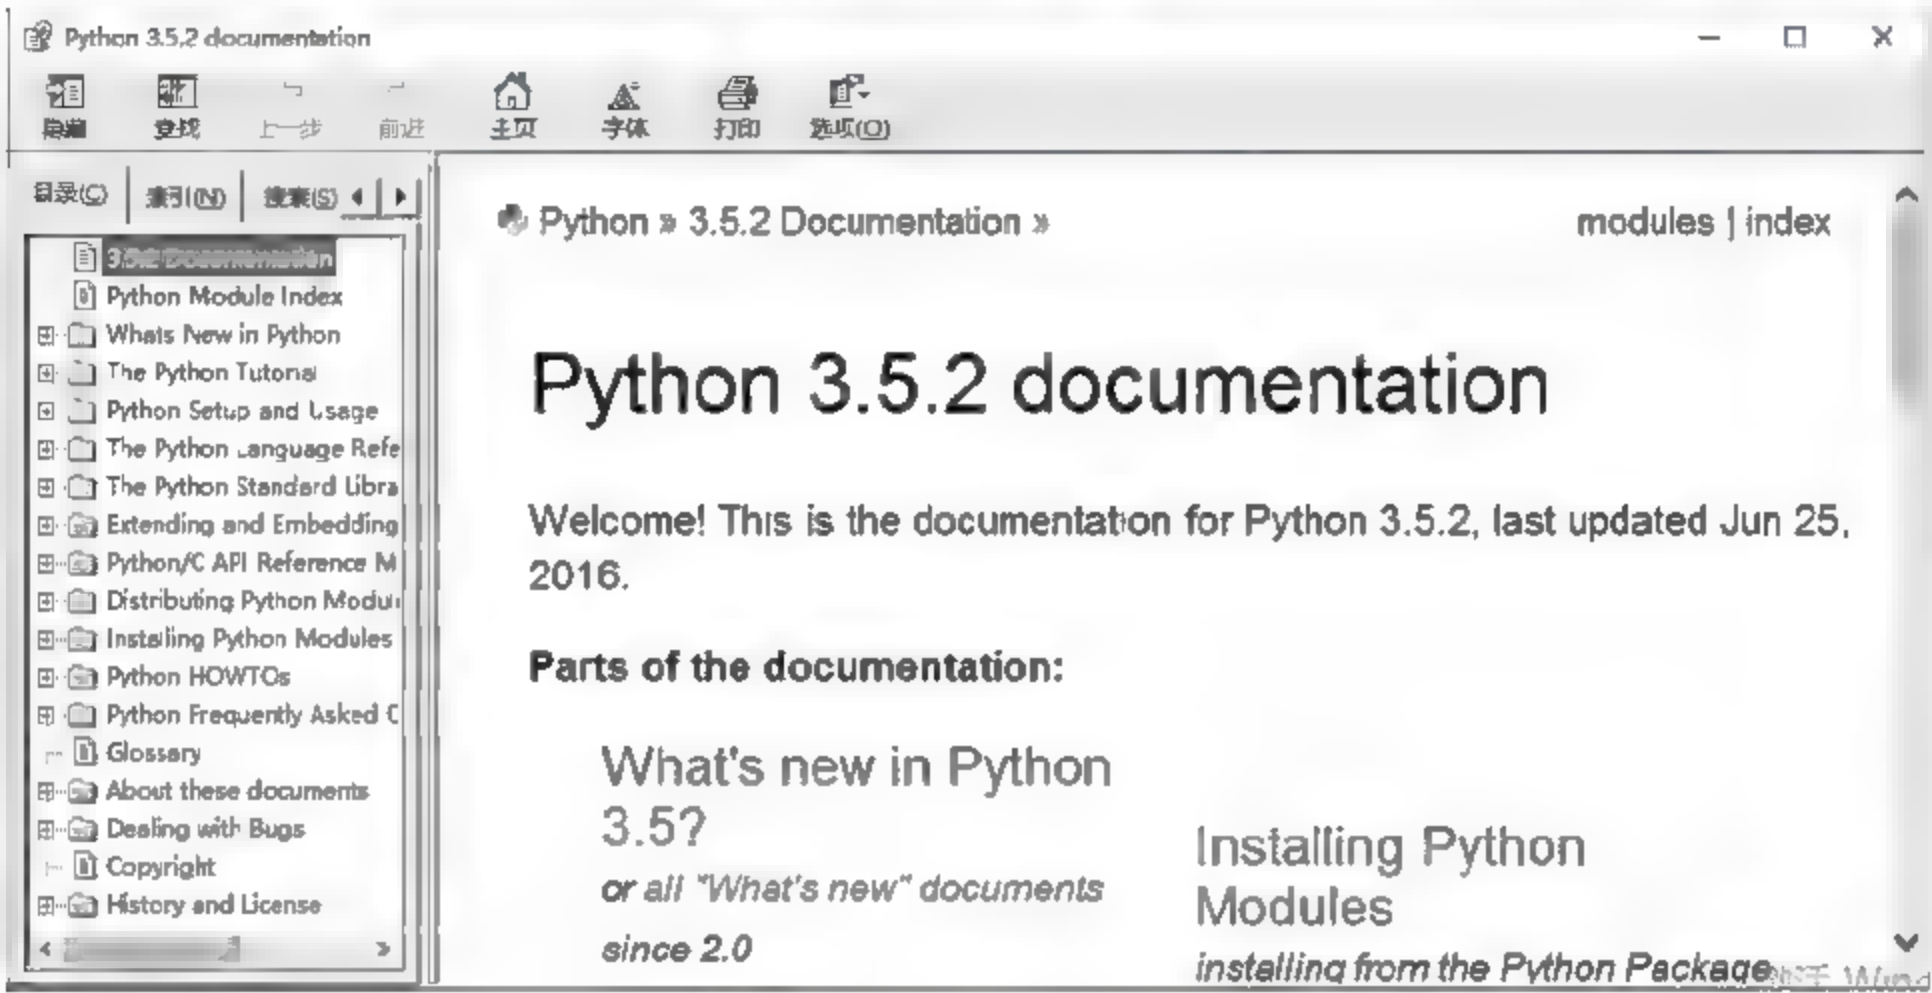 Python 3.5.2 documentation
隐藏 查找 上一步 前进 主页 字体 打印 选项(O)
目录(C) 索引(N) 搜索(S)
3.5.2 Documentation
Python Module Index
Whats New in Python
The Python Tutorial
Python Setup and Usage
The Python Language Refe
The Python Standard Libra
Extending and Embedding
Python/C API Reference M
Distributing Python Modul
Installing Python Modules
Python HOWTOs
Python Frequently Asked
Glossary
About these documents
Dealing with Bugs
Copyright
History and License
Python » 3.5.2 Documentation »
modules | index
Python 3.5.2 documentation
Welcome! This is the documentation for Python 3.5.2, last updated Jun 25,
2016.
Parts of the documentation:
What's new in Python
3.5?
or all "What's new" documents
since 2.0
Installing Python
Modules
installing from the Python Package